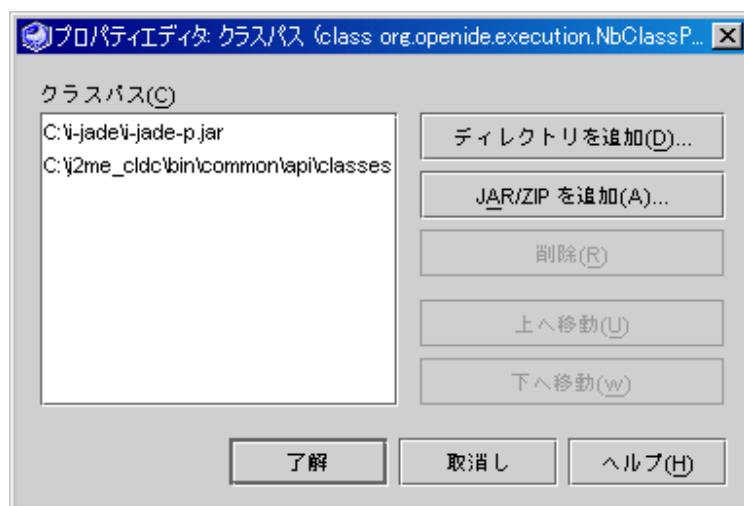 プロパティエディタ: クラスパス (class org.openide.execution.NbClassP...
クラスパス(C)
C:\i-jade\i-jade-p.jar
C:\j2me_cldc\bin\common\api\classes
ディレクトリを追加(D)...
JAR/ZIP を追加(A)...
削除(R)
上へ移動(U)
下へ移動(w)
了解
取消し
ヘルプ(H)